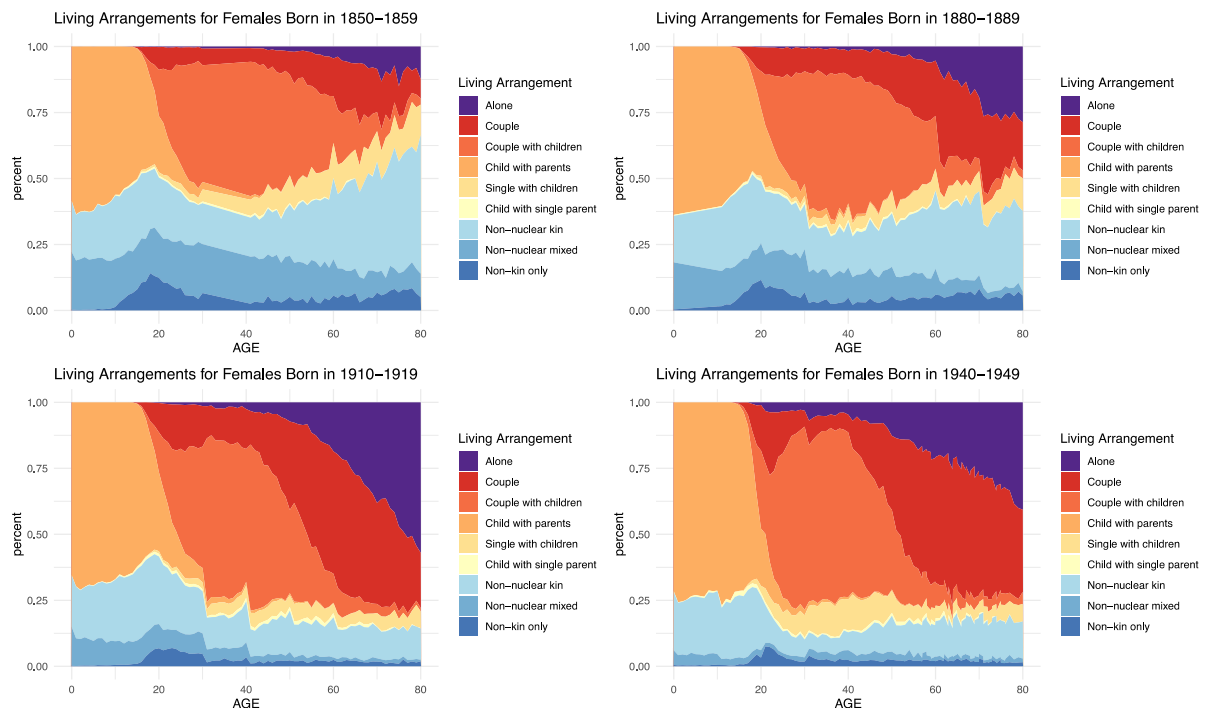 Living Arrangements for Females Born in 1850−1859
1.00
0.75
0.50
0.25
0.00
percent
0
20
40
60
80
AGE
Living Arrangement
Alone
Couple
Couple with children
Child with parents
Single with children
Child with single parent
Non−nuclear kin
Non−nuclear mixed
Non−kin only
Living Arrangements for Females Born in 1880−1889
1.00
0.75
0.50
0.25
0.00
percent
0
20
40
60
80
AGE
Living Arrangement
Alone
Couple
Couple with children
Child with parents
Single with children
Child with single parent
Non−nuclear kin
Non−nuclear mixed
Non−kin only
Living Arrangements for Females Born in 1910−1919
1.00
0.75
0.50
0.25
0.00
percent
0
20
40
60
80
AGE
Living Arrangement
Alone
Couple
Couple with children
Child with parents
Single with children
Child with single parent
Non−nuclear kin
Non−nuclear mixed
Non−kin only
Living Arrangements for Females Born in 1940−1949
1.00
0.75
0.50
0.25
0.00
percent
0
20
40
60
80
AGE
Living Arrangement
Alone
Couple
Couple with children
Child with parents
Single with children
Child with single parent
Non−nuclear kin
Non−nuclear mixed
Non−kin only